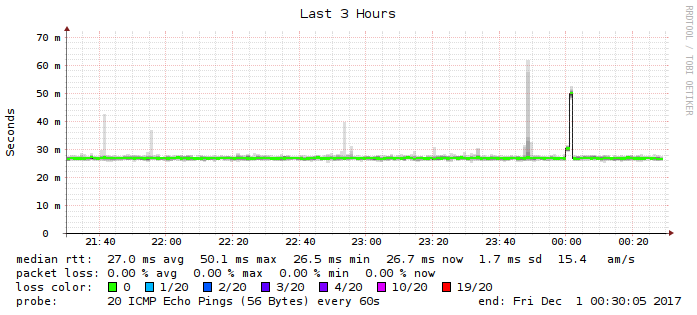 Last 3 Hours
RRDTOOL / TOBI OETIKER
Seconds
70 m
60 m
50 m
40 m
30 m
20 m
10 m
0
21:40 22:00 22:20 22:40 23:00 23:20 23:40 00:00 00:20
median rtt: 27.0 ms avg 50.1 ms max 26.5 ms min 26.7 ms now 1.7 ms sd 15.4 am/s
packet loss: 0.00 % avg 0.00 % max 0.00 % min 0.00 % now
loss color: 0 1/20 2/20 3/20 4/20 10/20 19/20
probe: 20 ICMP Echo Pings (56 Bytes) every 60s end: Fri Dec 1 00:30:05 2017